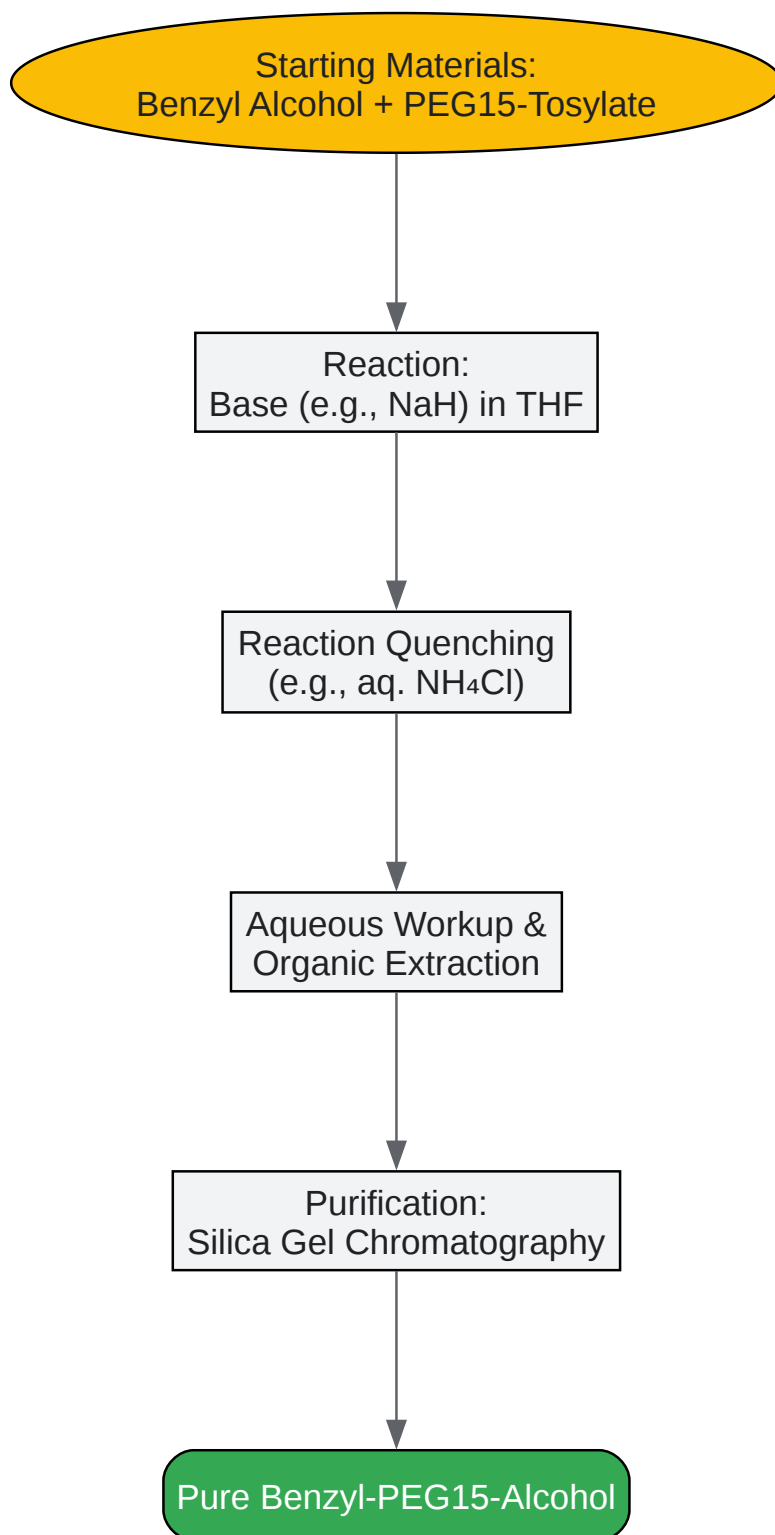 Starting Materials:
Benzyl Alcohol + PEG15-Tosylate
Reaction:
Base (e.g., NaH) in THF
Reaction Quenching
(e.g., aq. NH₄Cl)
Aqueous Workup &
Organic Extraction
Purification:
Silica Gel Chromatography
Pure Benzyl-PEG15-Alcohol